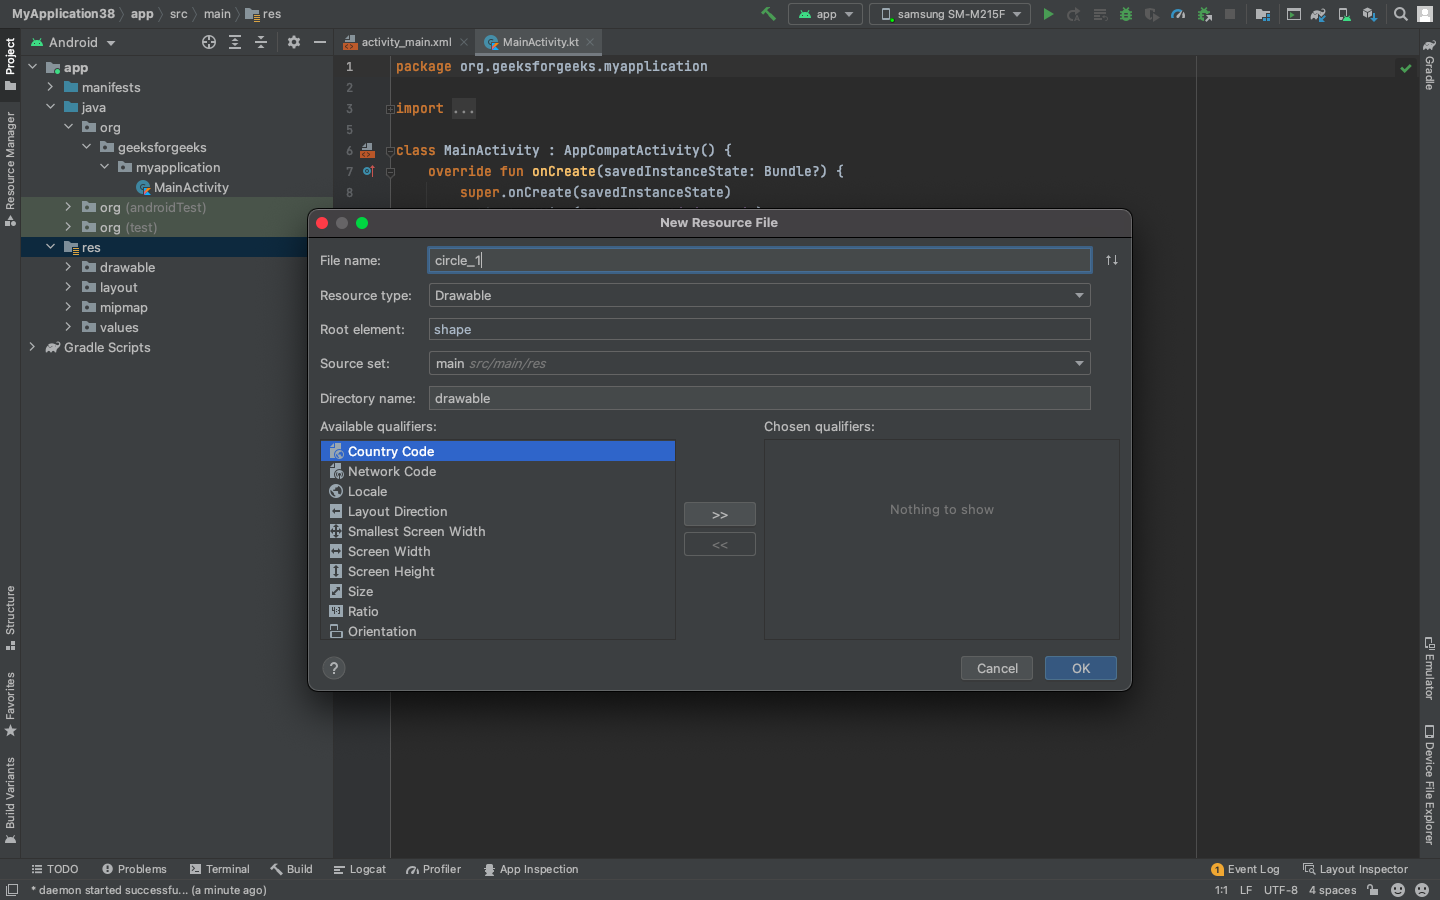 MyApplication38 app src main res
app samsung SM-M215F
Android
activity_main.xml MainActivity.kt
Project
Resource Manager
Structure
Favorites
Build Variants
app
manifests
java
org
geeksforgeeks
myapplication
MainActivity
org (androidTest)
org (test)
res
drawable
layout
mipmap
values
Gradle Scripts
1 package org.geeksforgeeks.myapplication
2
3 import ...
5
6 class MainActivity : AppCompatActivity() {
7 override fun onCreate(savedInstanceState: Bundle?) {
8 super.onCreate(savedInstanceState)
New Resource File
File name: circle_1
Resource type: Drawable
Root element: shape
Source set: main src/main/res
Directory name: drawable
Available qualifiers:
Country Code
Network Code
Locale
Layout Direction
Smallest Screen Width
Screen Width
Screen Height
Size
4:3 Ratio
Orientation
>>
<<
Chosen qualifiers:
Nothing to show
? Cancel OK
Gradle
Emulator
Device File Explorer
TODO Problems Terminal Build Logcat Profiler App Inspection 1 Event Log Layout Inspector
* daemon started successfu... (a minute ago) 1:1 LF UTF-8 4 spaces